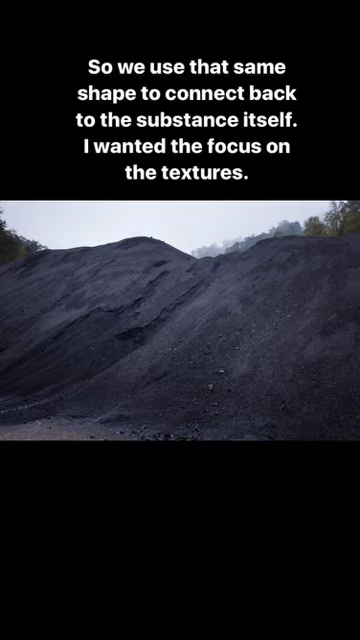 So we use that same
shape to connect back
to the substance itself.
I wanted the focus on
the textures.